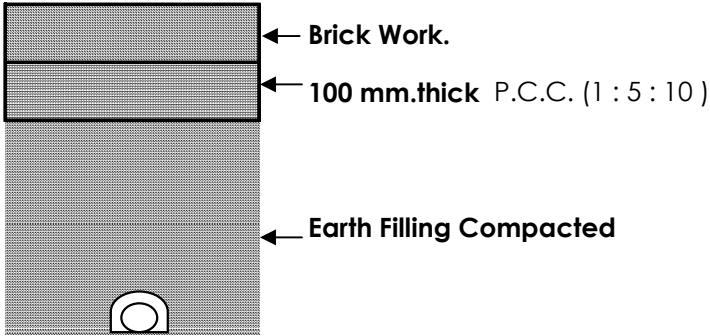 Brick Work.
100 mm.thick P.C.C. (1 : 5 : 10 )
Earth Filling Compacted